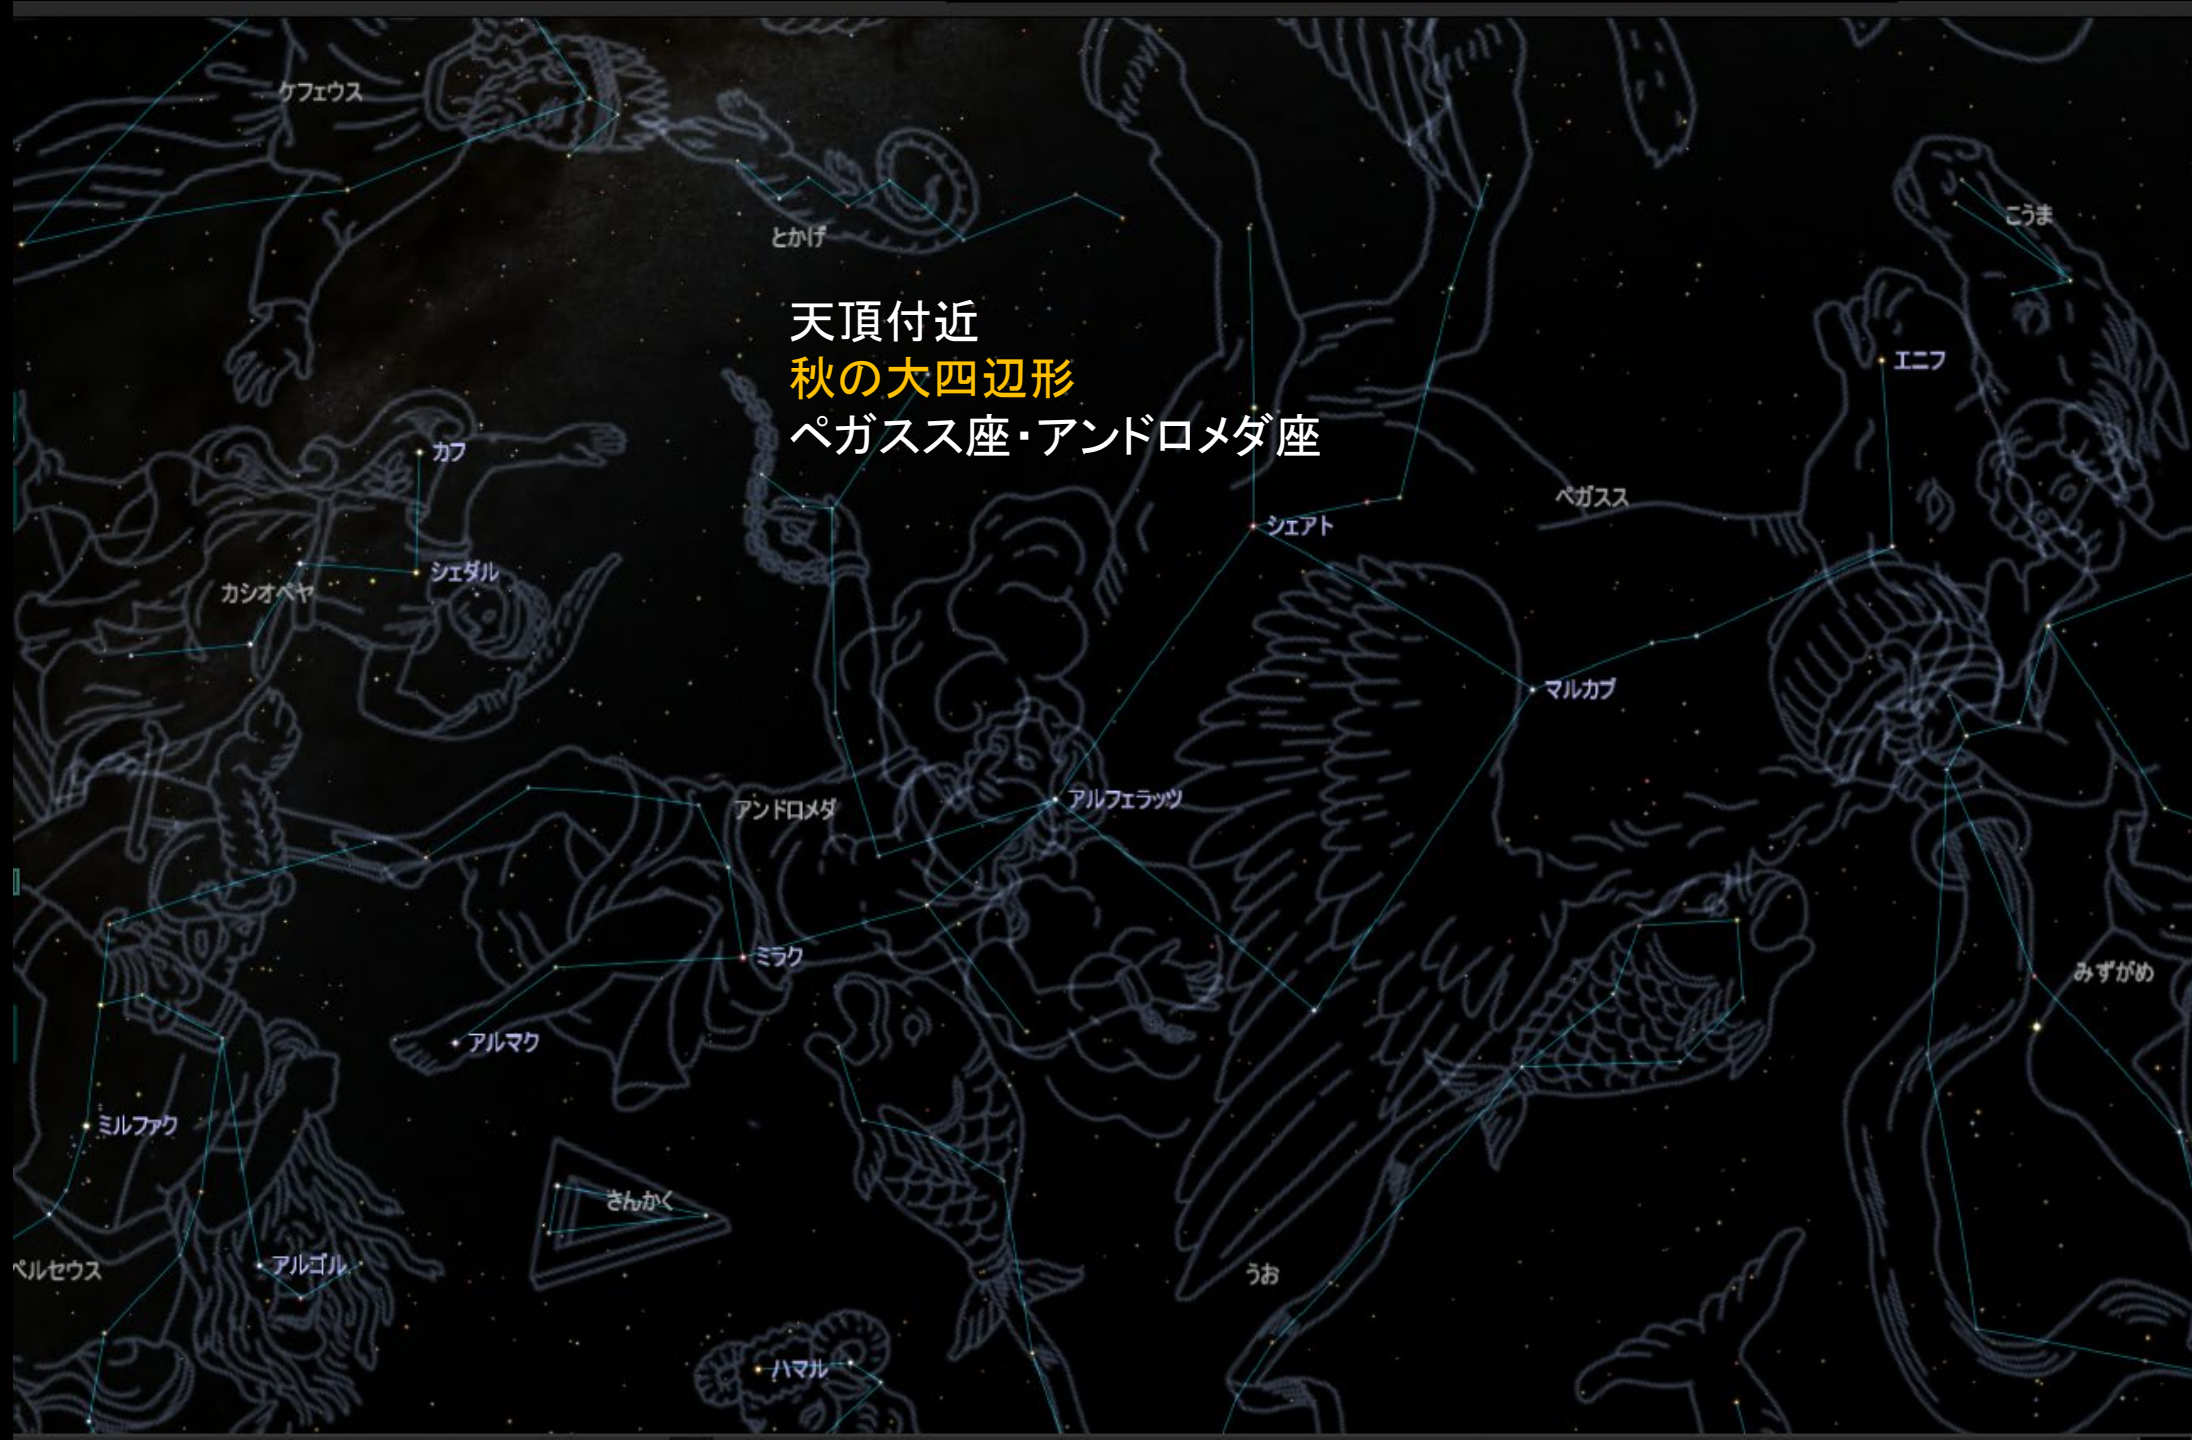 ケフェウス
とかげ
こうま
天頂付近
秋の大四辺形
ペガスス座・アンドロメダ座
エニフ
カフ
ペガスス
シェアト
シェダル
カシオペヤ
マルカブ
アルフェラッツ
アンドロメダ
ミラク
みずがめ
アルマク
ミルファク
さんかく
アルゴル
ペルセウス
うお
ハマル